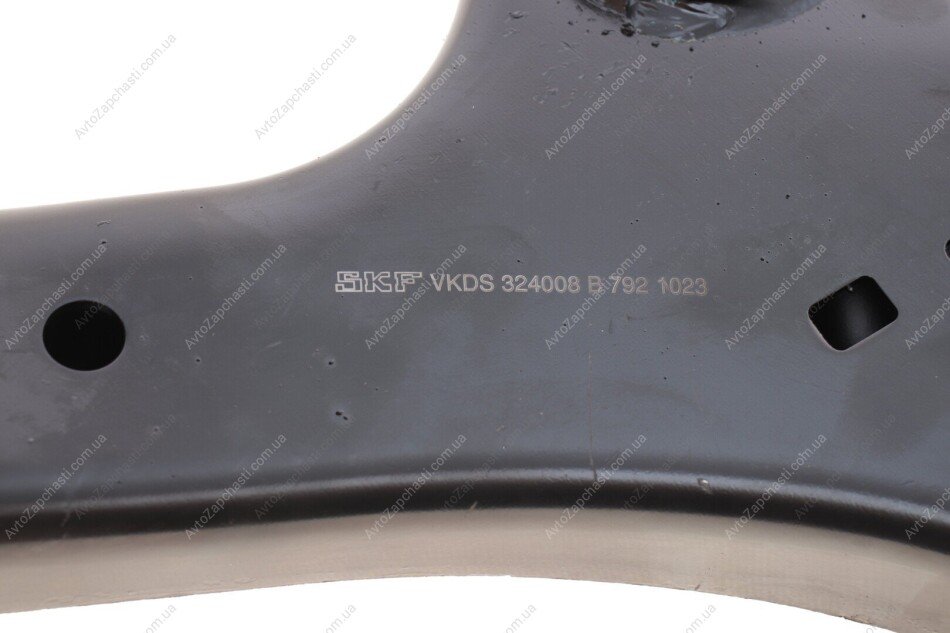 SKF VKDS 324008 B 792 1023
AvtoZapchasti.com.ua